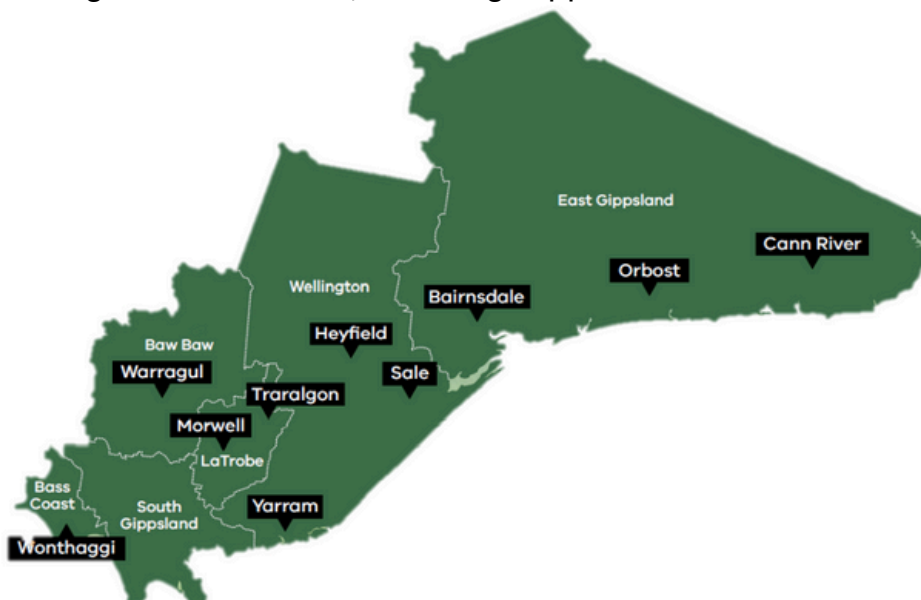 East Gippsland
Cann River
Orbost
Wellington
Bairnsdale
Heyfield
Baw Baw
Warragul
Sale
Traralgon
Morwell
LaTrobe
Bass
Coast
South
Gippsland
Yarram
Wonthaggi